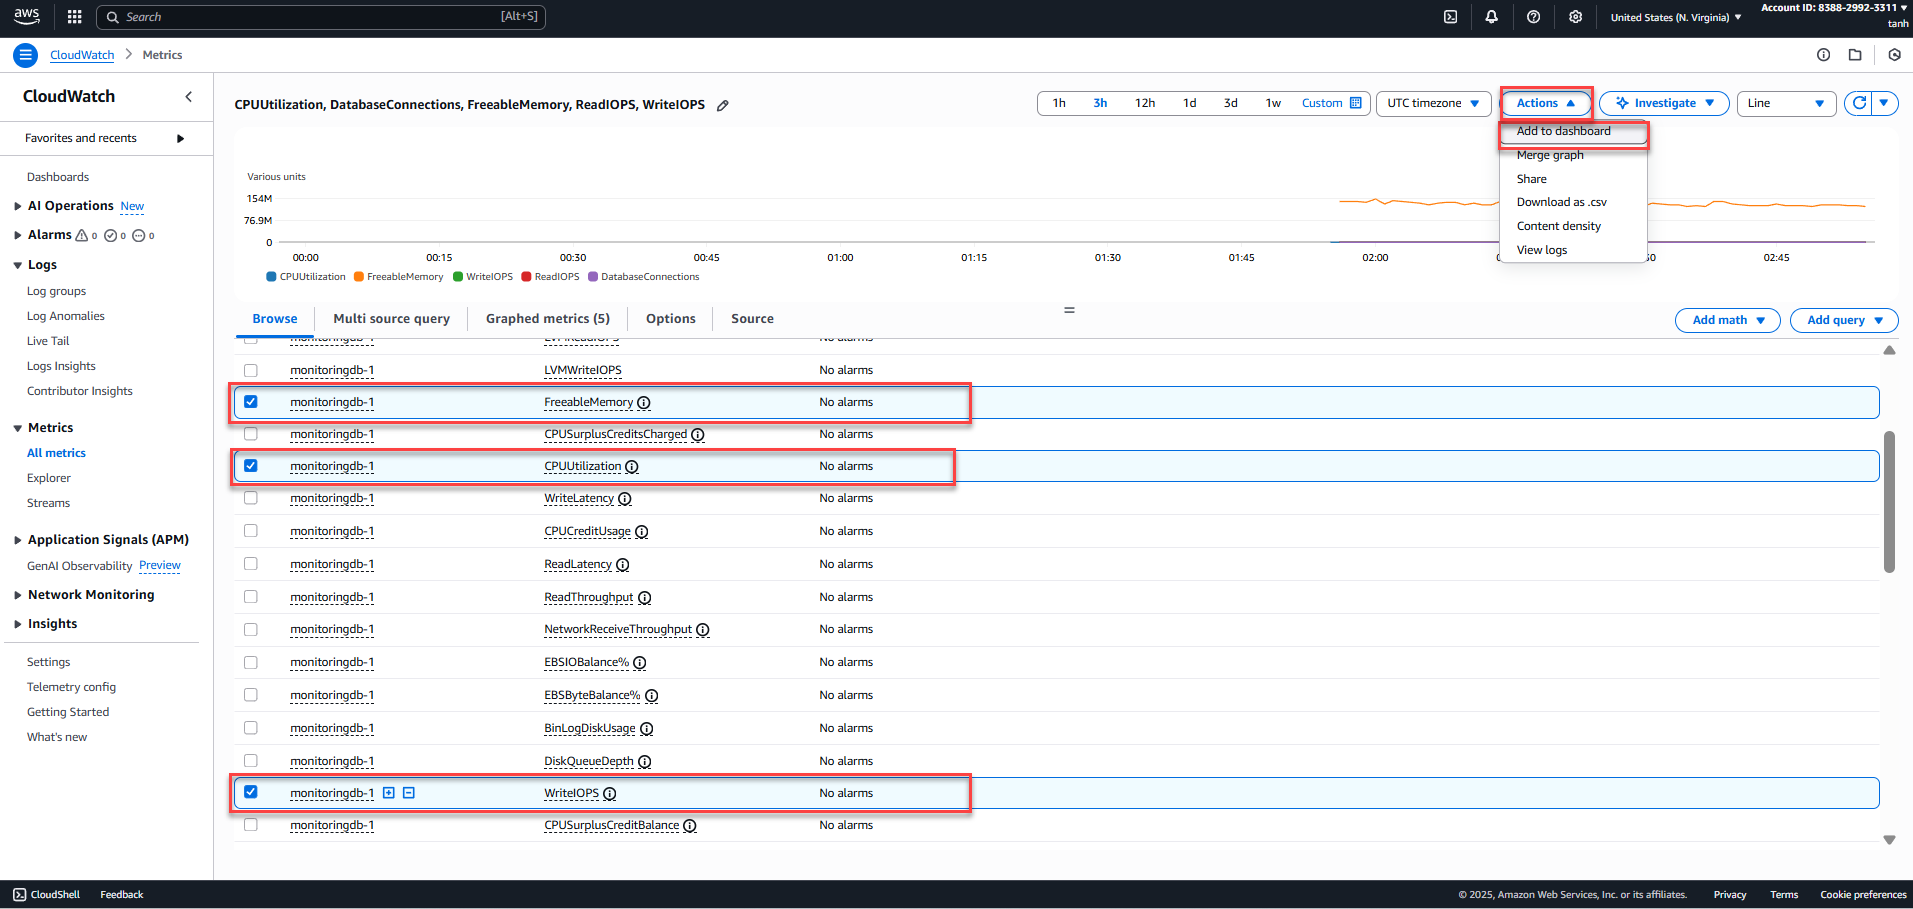 aws
Search [Alt+S]
United States (N. Virginia)
Account ID: 8388-2992-3311
tanh
CloudWatch > Metrics
CloudWatch
Favorites and recents
Dashboards
AI Operations New
Alarms 0 0 0
Logs
Log groups
Log Anomalies
Live Tail
Logs Insights
Contributor Insights
Metrics
All metrics
Explorer
Streams
Application Signals (APM)
GenAI Observability Preview
Network Monitoring
Insights
Settings
Telemetry config
Getting Started
What's new
CPUUtilization, DatabaseConnections, FreeableMemory, ReadIOPS, WriteIOPS
1h 3h 12h 1d 3d 1w Custom
UTC timezone
Actions
Investigate
Line
Add to dashboard
Merge graph
Share
Download as .csv
Content density
View logs
Various units
154M
76.9M
0
00:00 00:15 00:30 00:45 01:00 01:15 01:30 01:45 02:00 02:45
CPUUtilization FreeableMemory WriteIOPS ReadIOPS DatabaseConnections
Browse Multi source query Graphed metrics (5) Options Source
Add math
Add query
monitoringdb-1 LVMReadIOPS No alarms
monitoringdb-1 LVMWriteIOPS No alarms
monitoringdb-1 FreeableMemory No alarms
monitoringdb-1 CPUSurplusCreditsCharged No alarms
monitoringdb-1 CPUUtilization No alarms
monitoringdb-1 WriteLatency No alarms
monitoringdb-1 CPUCreditUsage No alarms
monitoringdb-1 ReadLatency No alarms
monitoringdb-1 ReadThroughput No alarms
monitoringdb-1 NetworkReceiveThroughput No alarms
monitoringdb-1 EBSIOBalance% No alarms
monitoringdb-1 EBSByteBalance% No alarms
monitoringdb-1 BinLogDiskUsage No alarms
monitoringdb-1 DiskQueueDepth No alarms
monitoringdb-1 WriteIOPS No alarms
monitoringdb-1 CPUSurplusCreditBalance No alarms
CloudShell Feedback
© 2025, Amazon Web Services, Inc. or its affiliates. Privacy Terms Cookie preferences